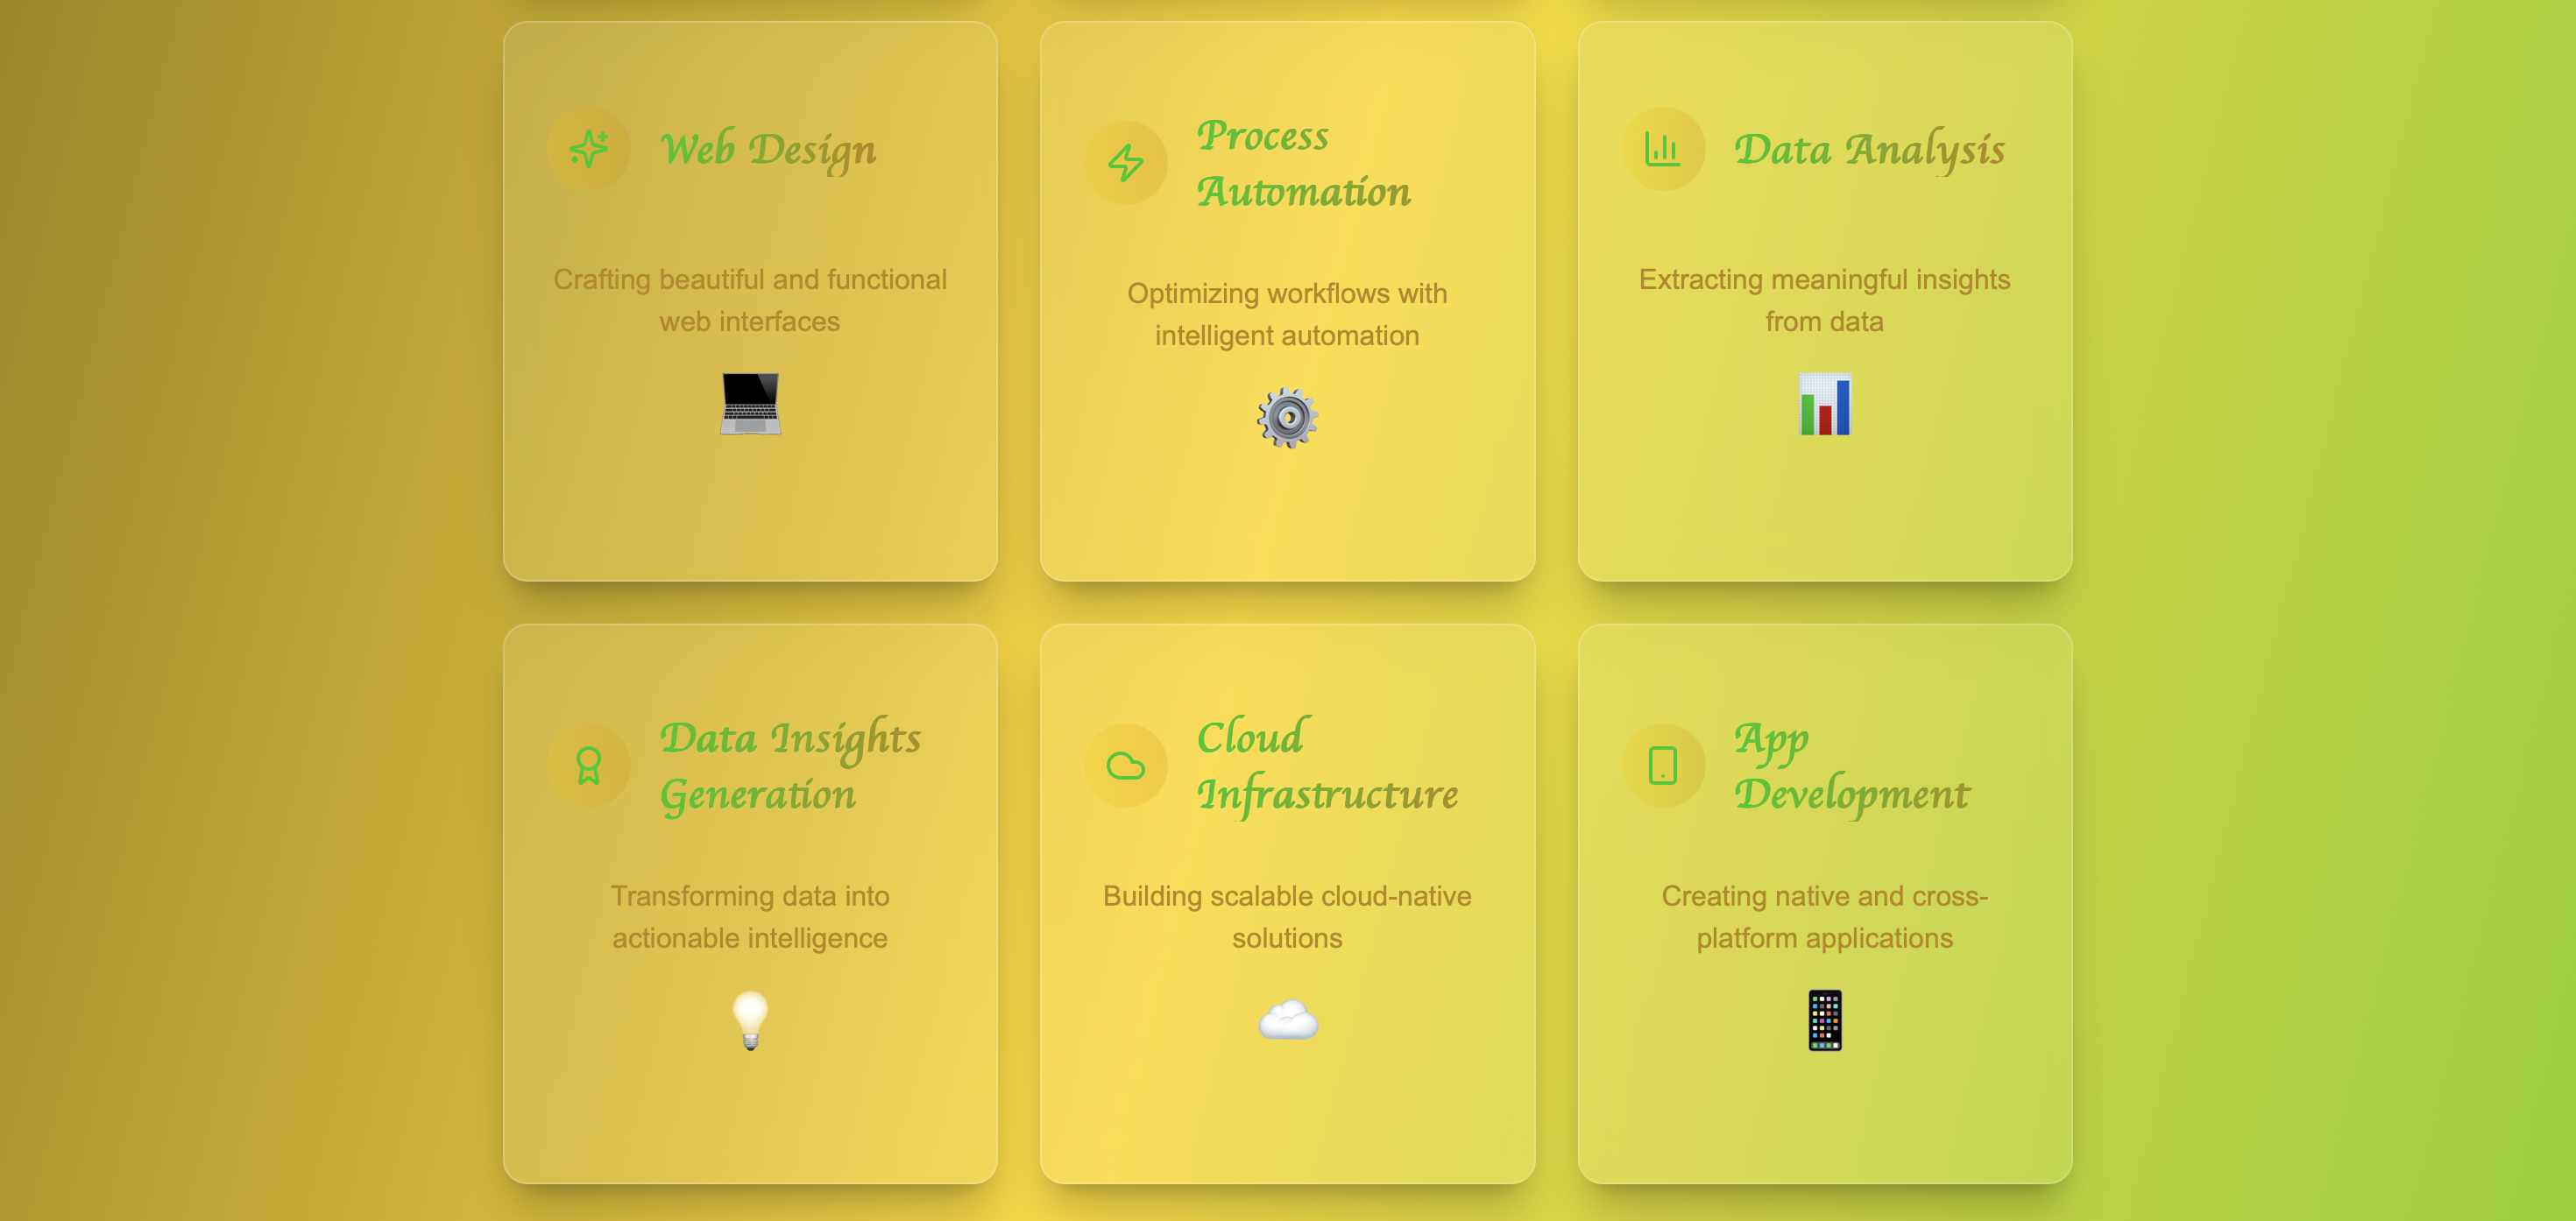 Web Design
Crafting beautiful and functional
web interfaces
Process
Automation
Optimizing workflows with
intelligent automation
Data Analysis
Extracting meaningful insights
from data
Data Insights
Generation
Transforming data into
actionable intelligence
Cloud
Infrastructure
Building scalable cloud-native
solutions
App
Development
Creating native and cross-
platform applications